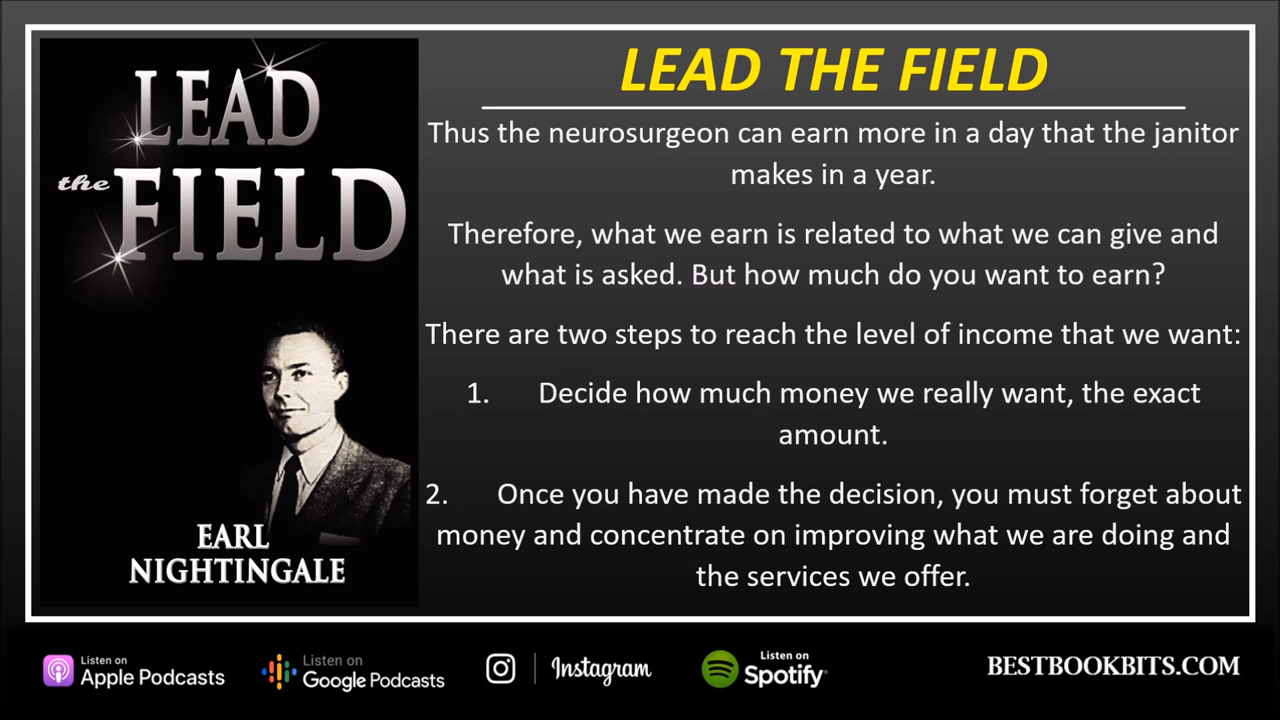 LEAD
the FIELD
EARL
NIGHTINGALE
LEAD THE FIELD
Thus the neurosurgeon can earn more in a day that the janitor
makes in a year.
Therefore, what we earn is related to what we can give and
what is asked. But how much do you want to earn?
There are two steps to reach the level of income that we want:
1. Decide how much money we really want, the exact
amount.
2. Once you have made the decision, you must forget about
money and concentrate on improving what we are doing and
the services we offer.
Listen on
Apple Podcasts
Listen on
Google Podcasts
Instagram
Listen on
Spotify
BESTBOOKBITS.COM